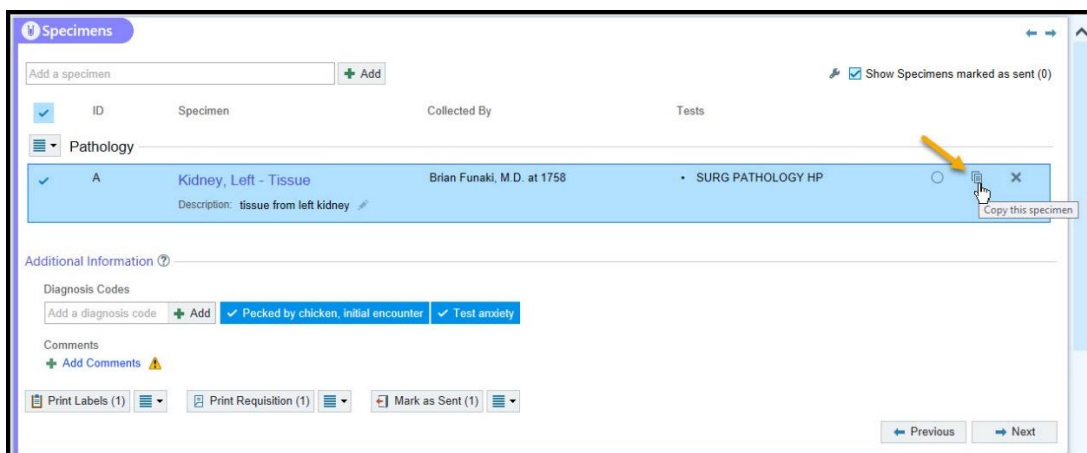 Specimens
Add a specimen
Add
Show Specimens marked as sent (0)
ID Specimen Collected By Tests
Pathology
A Kidney, Left - Tissue Brian Funaki, M.D. at 1758 • SURG PATHOLOGY HP
Description: tissue from left kidney
Copy this specimen
Additional Information ?
Diagnosis Codes
Add a diagnosis code Add Pecked by chicken, initial encounter Test anxiety
Comments
Add Comments
Print Labels (1) Print Requisition (1) Mark as Sent (1)
Previous Next